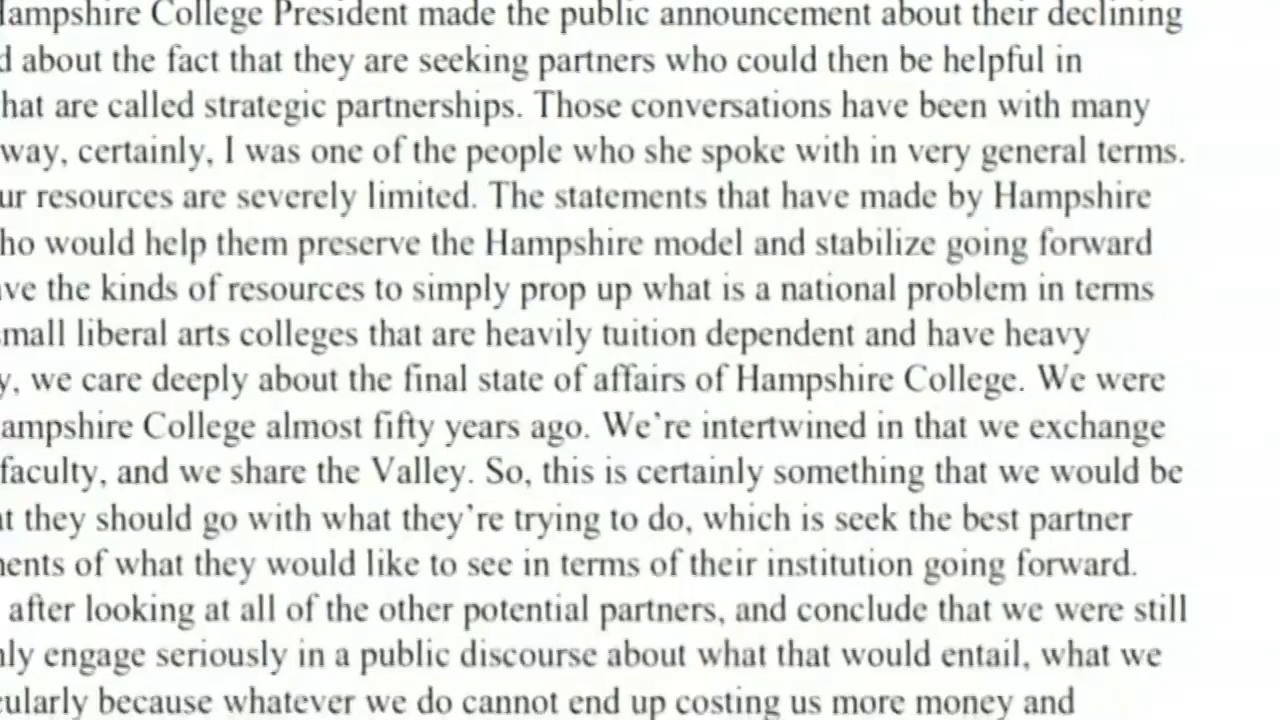 College President made the public announcement about their declining
about the fact that they are seeking partners who could then be helpful in
are called strategic partnerships. Those conversations have been with many
way, certainly, I was one of the people who she spoke with in very general terms.
resources are severely limited. The statements that have made by Hampshire
would help them preserve the Hampshire model and stabilize going forward
the kinds of resources to simply prop up what is a national problem in terms
liberal arts colleges that are heavily tuition dependent and have heavy
we care deeply about the final state of affairs of Hampshire College. We were
College almost fifty years ago. We're intertwined in that we exchange
faculty, and we share the Valley. So, this is certainly something that we would be
they should go with what they're trying to do, which is seek the best partner
of what they would like to see in terms of their institution going forward.
after looking at all of the other potential partners, and conclude that we were still
engage seriously in a public discourse about what that would entail, what we
because whatever we do cannot end up costing us more money and